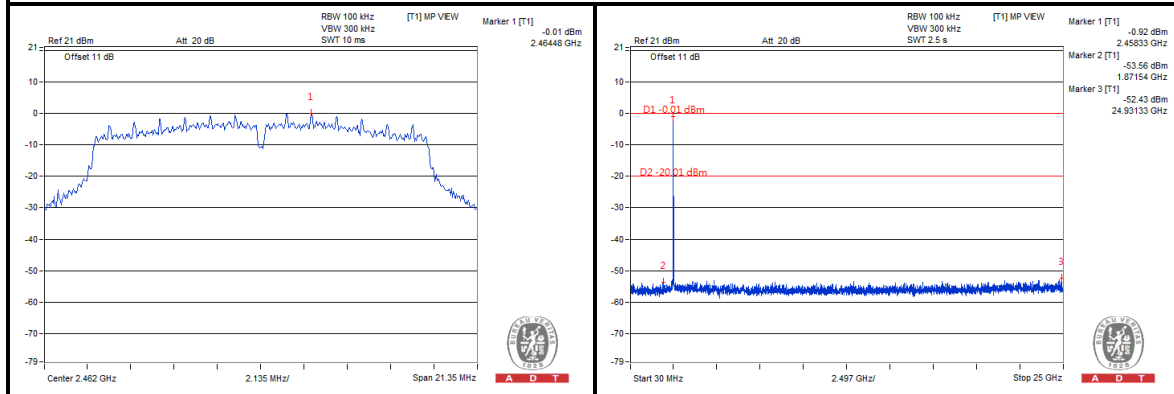 RBW 100 kHz
[T1] MP VIEW
VBW 300 kHz
Ref 21 dBm
Att 20 dB
SWT 10 ms
Marker 1 [T1]
-0.01 dBm
2.46448 GHz
21
Offset 11 dB
10
0
-10
-20
-30
-40
-50
-60
-70
-79
1
Center 2.462 GHz
2.135 MHz/
Span 21.35 MHz
BUREAU VERITAS
1828
A D T
RBW 100 kHz
[T1] MP VIEW
VBW 300 kHz
Ref 21 dBm
Att 20 dB
SWT 2.5 s
Marker 1 [T1]
-0.92 dBm
2.45833 GHz
Marker 2 [T1]
-53.56 dBm
1.87154 GHz
Marker 3 [T1]
-52.43 dBm
24.93133 GHz
21
Offset 11 dB
10
0
-10
-20
-30
-40
-50
-60
-70
-79
1
D1 -0.01 dBm
D2 -20.01 dBm
2
3
Start 30 MHz
2.497 GHz/
Stop 25 GHz
BUREAU VERITAS
1828
A D T